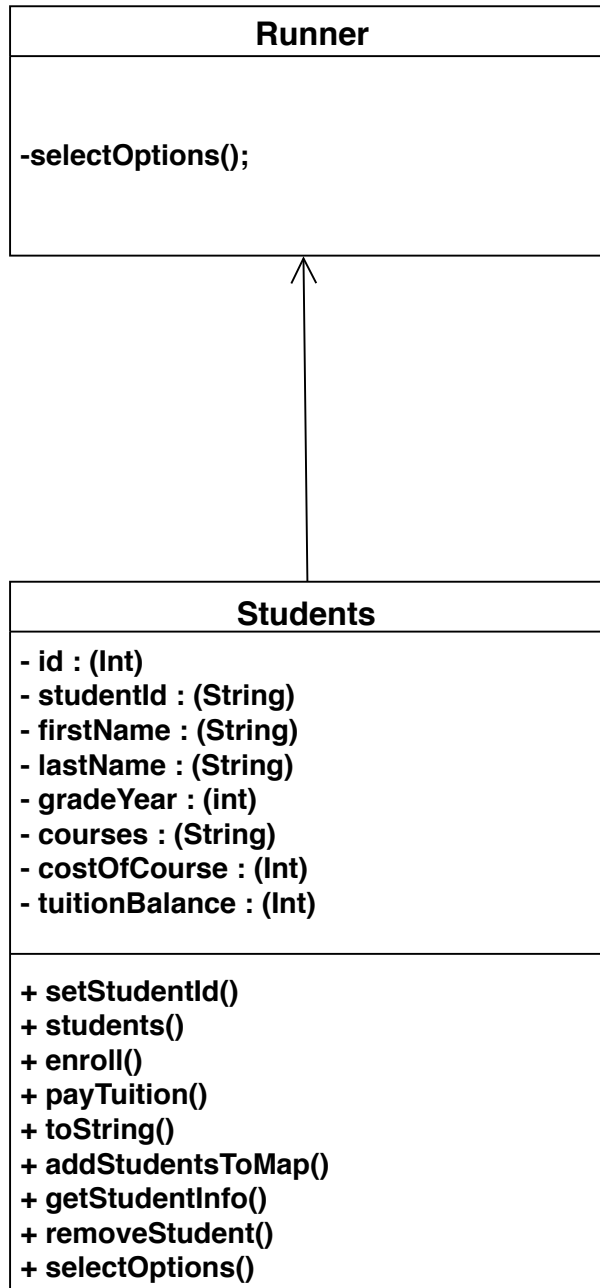 Runner
-selectOptions();
Students
- id : (Int)
- studentId : (String)
- firstName : (String)
- lastName : (String)
- gradeYear : (int)
- courses : (String)
- costOfCourse : (Int)
- tuitionBalance : (Int)
+ setStudentId()
+ students()
+ enroll()
+ payTuition()
+ toString()
+ addStudentsToMap()
+ getStudentInfo()
+ removeStudent()
+ selectOptions()